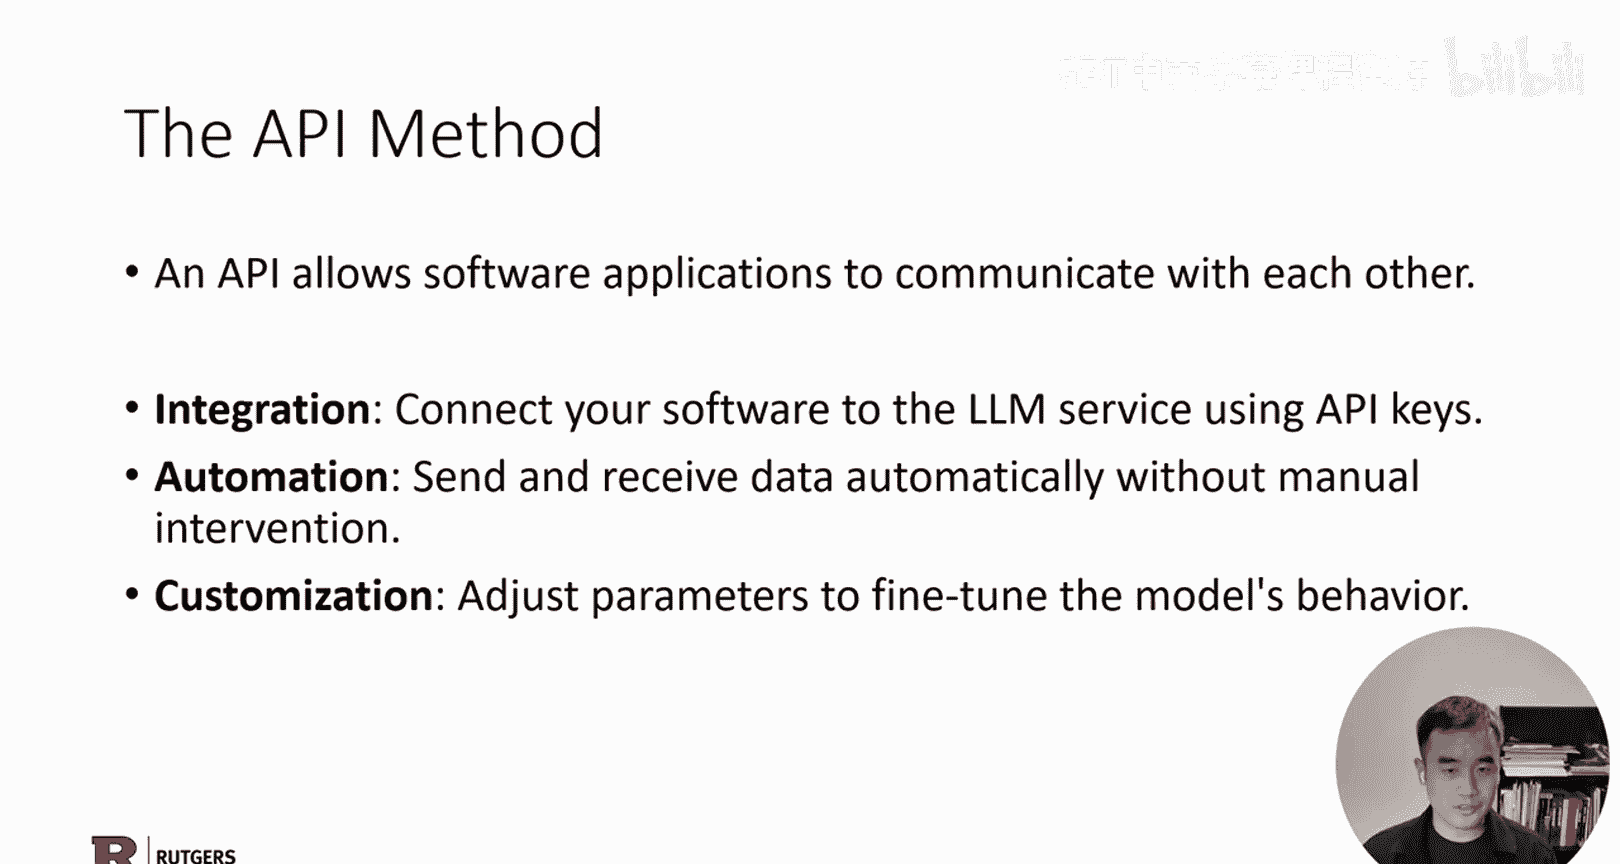 bilibili
The API Method
• An API allows software applications to communicate with each other.
• Integration: Connect your software to the LLM service using API keys.
• Automation: Send and receive data automatically without manual
intervention.
• Customization: Adjust parameters to fine-tune the model's behavior.
R RUTGERS